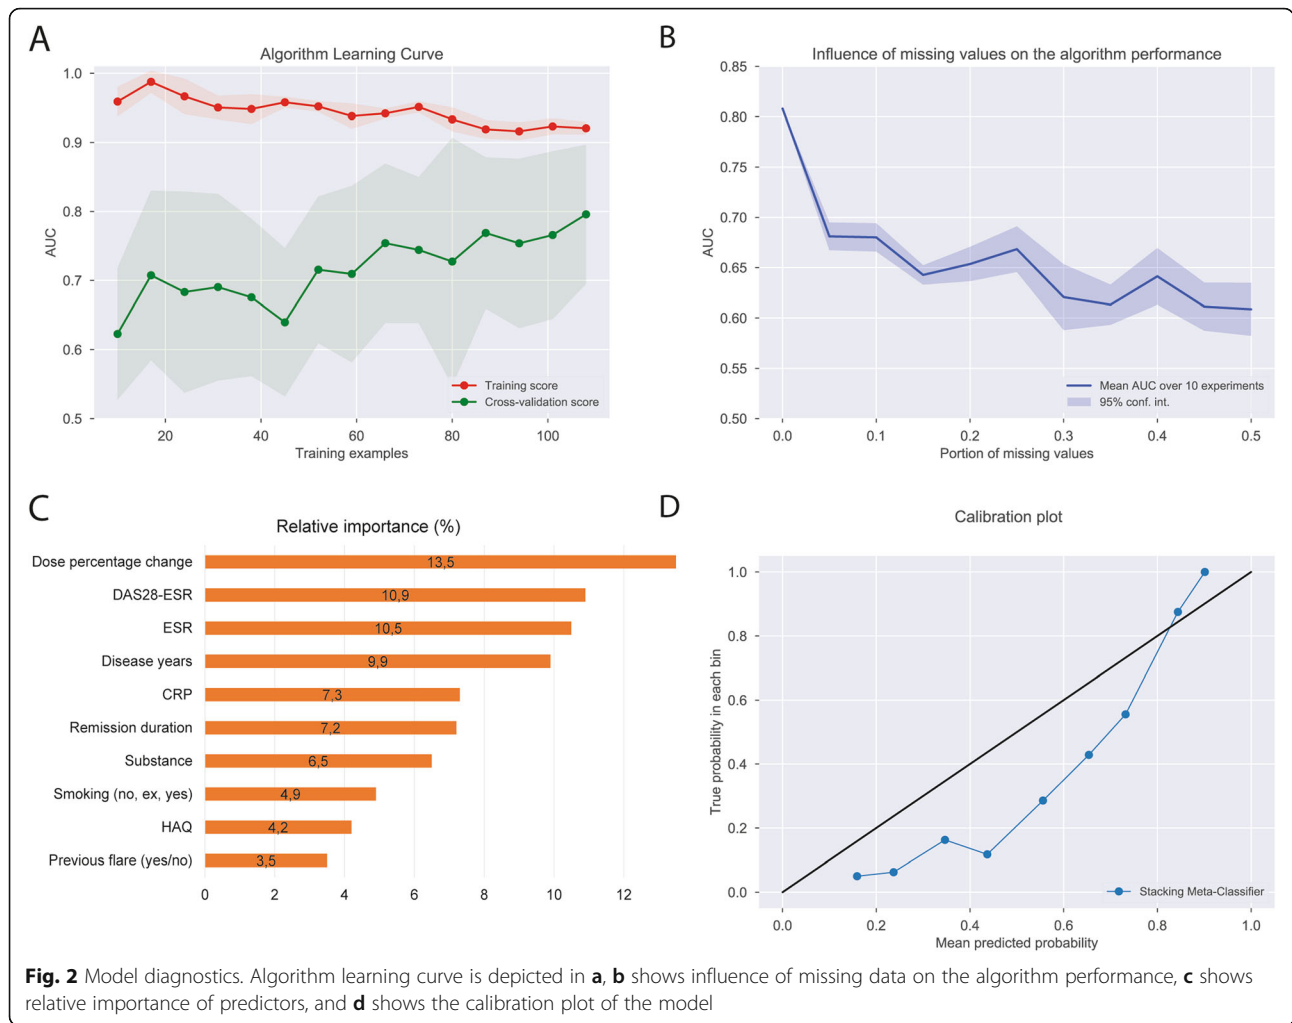 A
Algorithm Learning Curve
1.0
0.9
0.8
0.7
0.6
0.5
AUC
Training score
Cross-validation score
20 40 60 80 100
Training examples
B
Influence of missing values on the algorithm performance
0.85
0.80
0.75
0.70
0.65
0.60
0.55
0.50
AUC
Mean AUC over 10 experiments
95% conf. int.
0.0 0.1 0.2 0.3 0.4 0.5
Portion of missing values
C
Relative importance (%)
Dose percentage change 13,5
DAS28-ESR 10,9
ESR 10,5
Disease years 9,9
CRP 7,3
Remission duration 7,2
Substance 6,5
Smoking (no, ex, yes) 4,9
HAQ 4,2
Previous flare (yes/no) 3,5
0 2 4 6 8 10 12
D
Calibration plot
1.0
0.8
0.6
0.4
0.2
0.0
True probability in each bin
Stacking Meta-Classifier
0.0 0.2 0.4 0.6 0.8 1.0
Mean predicted probability
Fig. 2 Model diagnostics. Algorithm learning curve is depicted in a, b shows influence of missing data on the algorithm performance, c shows
relative importance of predictors, and d shows the calibration plot of the model